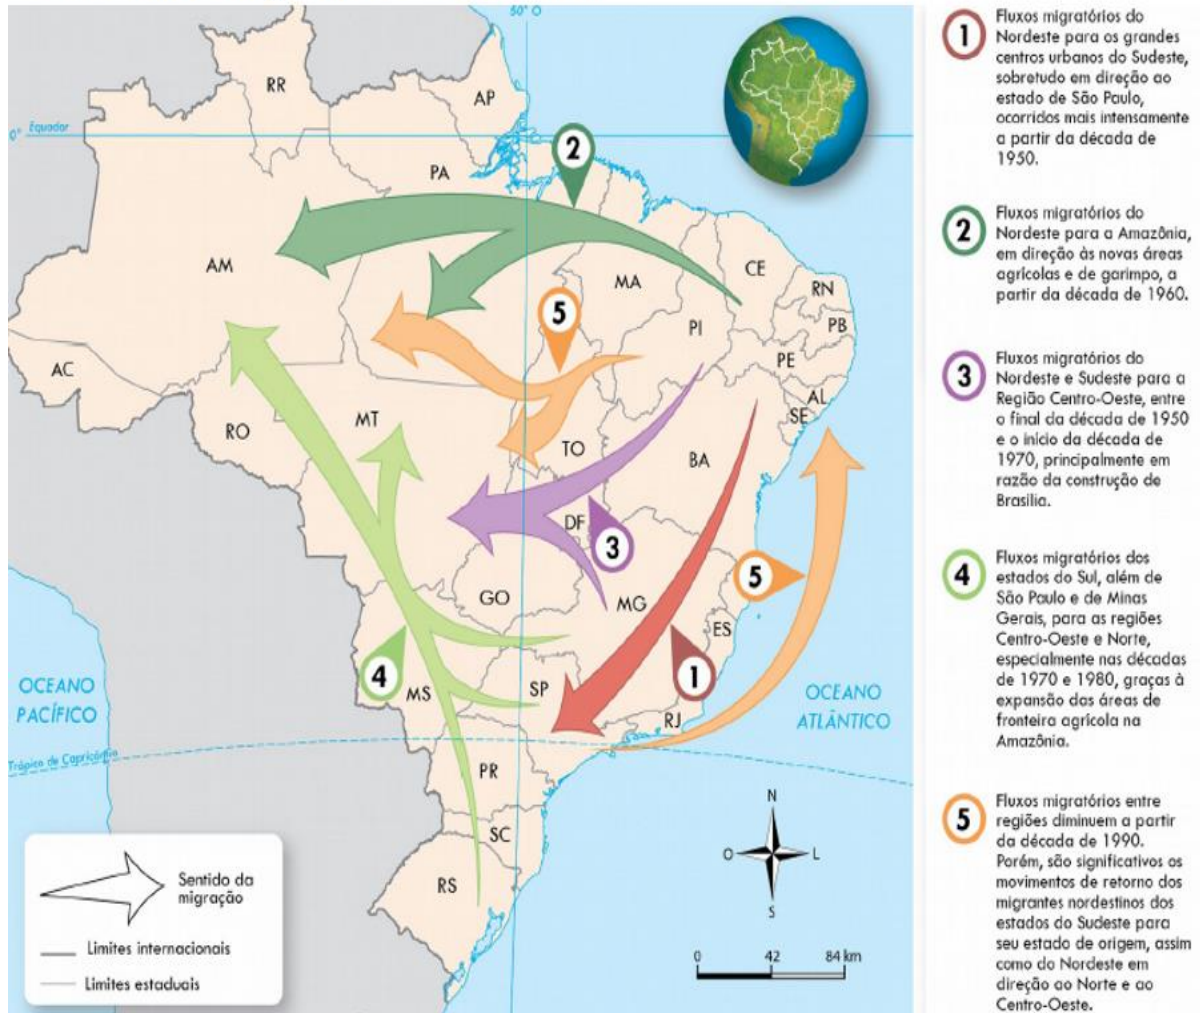 50° O
RR
AP
0° Equador
2
PA
AM
MA
CE
RN
PB
PI
PE
AL
SE
5
AC
RO
MT
TO
BA
DF
3
GO
MG
ES
5
4
MS
SP
1
RJ
OCEANO
PACÍFICO
OCEANO
ATLÂNTICO
Trópico de Capricórnio
PR
SC
RS
N
O
L
S
0 42 84 km
Sentido da
migração
Limites internacionais
Limites estaduais
1
Fluxos migratórios do
Nordeste para os grandes
centros urbanos do Sudeste,
sobretudo em direção ao
estado de São Paulo,
ocorridos mais intensamente
a partir da década de
1950.
2
Fluxos migratórios do
Nordeste para a Amazônia,
em direção às novas áreas
agrícolas e de garimpo, a
partir da década de 1960.
3
Fluxos migratórios do
Nordeste e Sudeste para a
Região Centro-Oeste, entre
o final da década de 1950
e o início da década de
1970, principalmente em
razão da construção de
Brasília.
4
Fluxos migratórios dos
estados do Sul, além de
São Paulo e de Minas
Gerais, para as regiões
Centro-Oeste e Norte,
especialmente nas décadas
de 1970 e 1980, graças à
expansão das áreas de
fronteira agrícola na
Amazônia.
5
Fluxos migratórios entre
regiões diminuem a partir
da década de 1990.
Porém, são significativos os
movimentos de retorno dos
migrantes nordestinos dos
estados do Sudeste para
seu estado de origem, assim
como do Nordeste em
direção ao Norte e ao
Centro-Oeste.